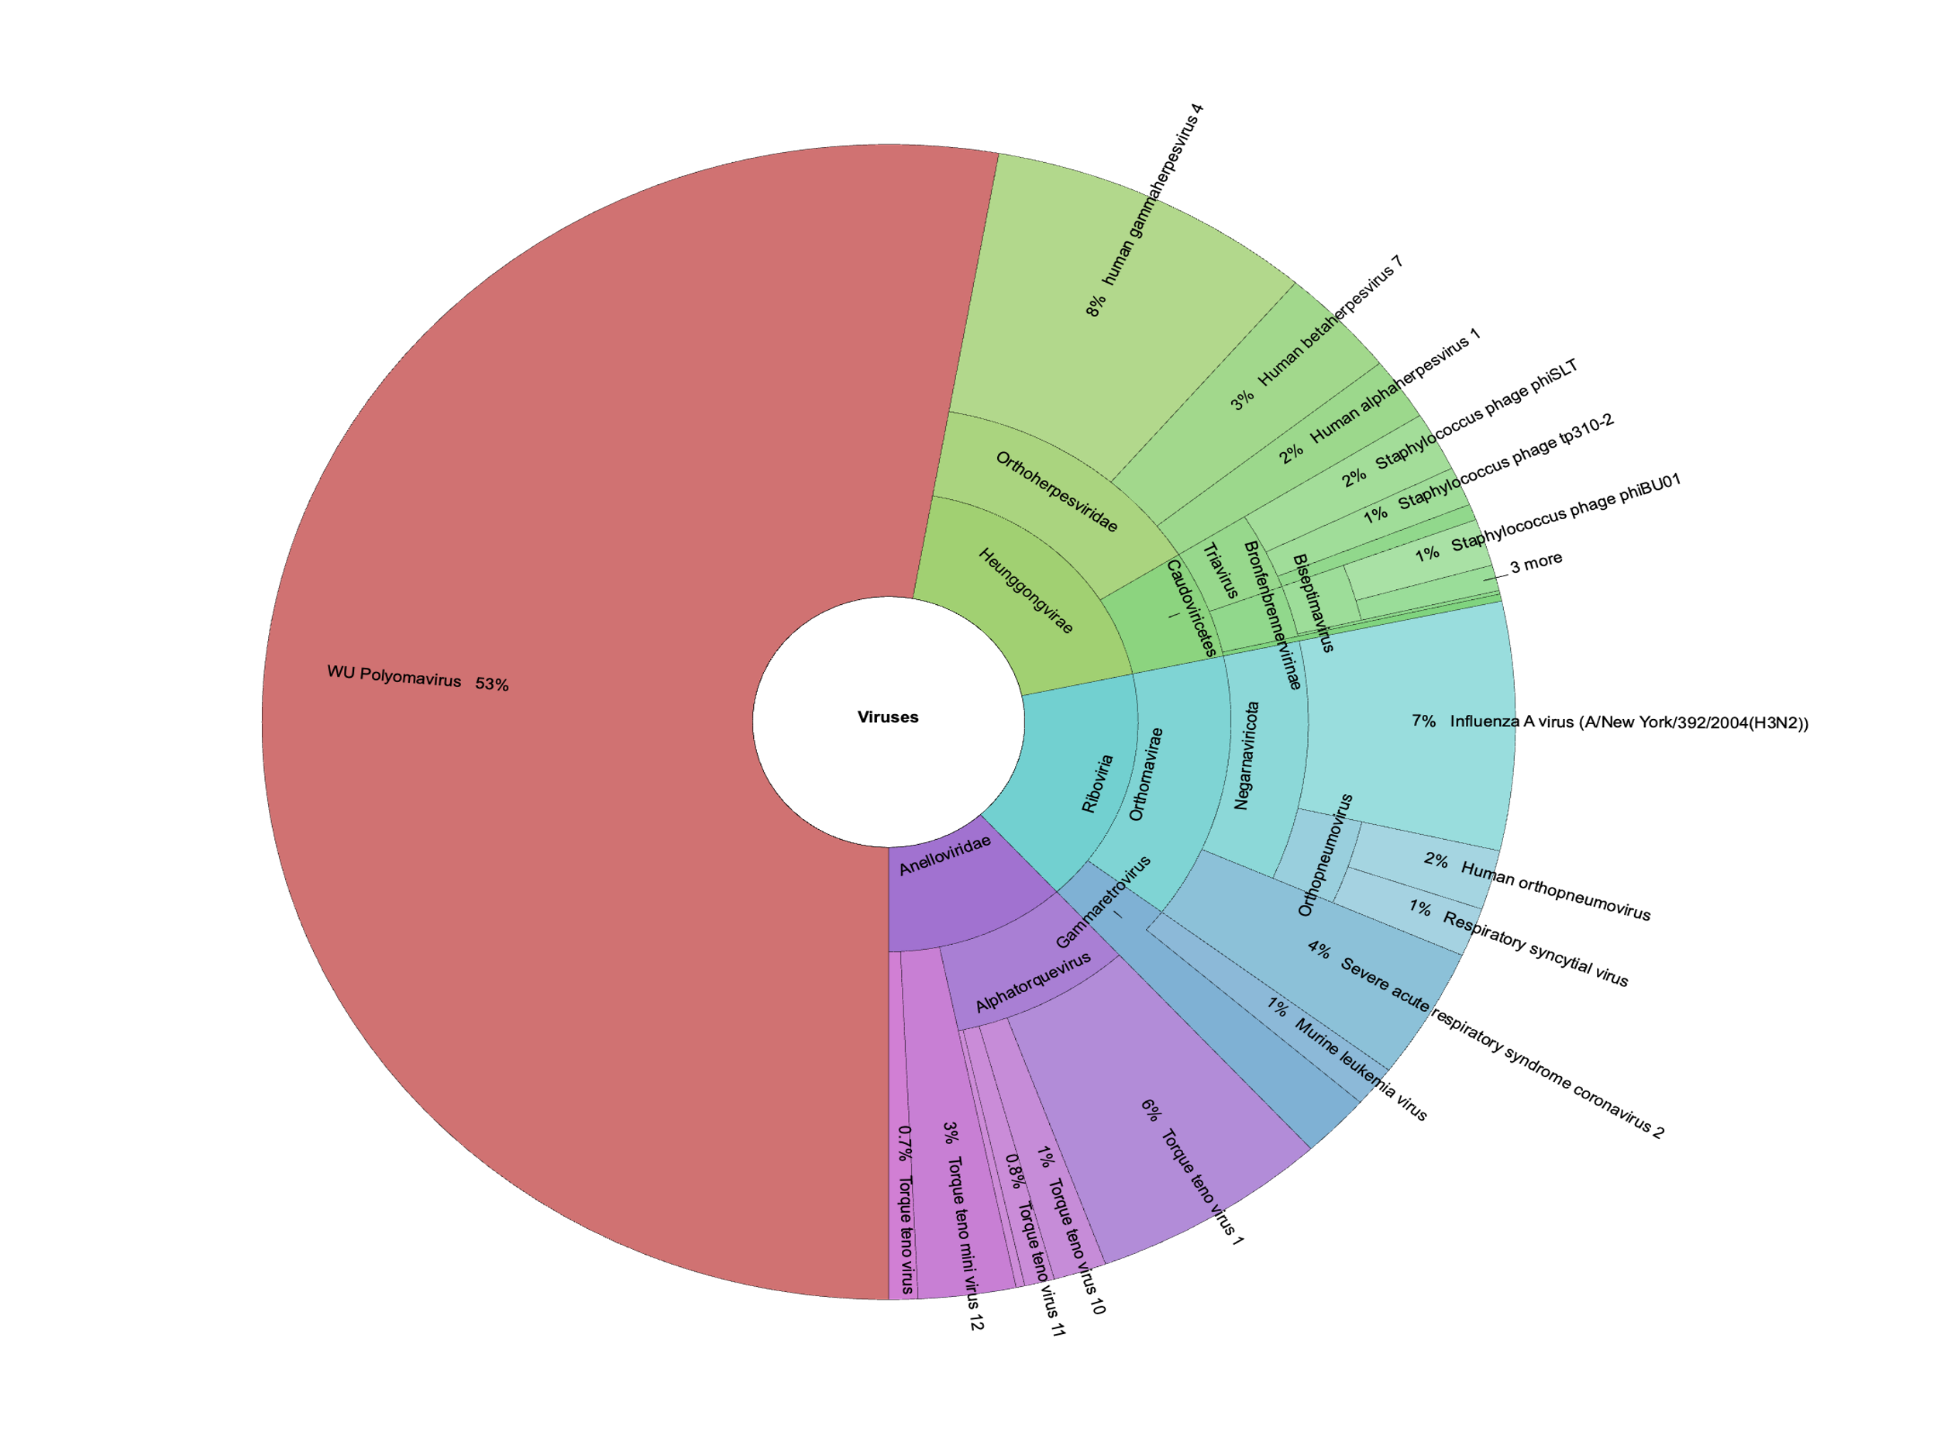 Viruses
WU Polyomavirus 53%
Heunggongvirae
Orthoherpesviridae
8% human gammaherpesvirus 4
3% Human betaherpesvirus 7
2% Human alphaherpesvirus 1
Caudoviricetes
Triavirus
Bronfenbrennervirinae
Biseptimavirus
2% Staphylococcus phage phiSLT
1% Staphylococcus phage tp310-2
1% Staphylococcus phage phiBU01
3 more
Riboviria
Orthornavirae
Negarnaviricota
7% Influenza A virus (A/New York/392/2004(H3N2))
Orthopneumovirus
2% Human orthopneumovirus
1% Respiratory syncytial virus
4% Severe acute respiratory syndrome coronavirus 2
Gammaretrovirus
1% Murine leukemia virus
Anelloviridae
Alphatorquevirus
6% Torque teno virus 1
1% Torque teno virus 10
0.8% Torque teno virus 11
3% Torque teno mini virus 12
0.7% Torque teno virus